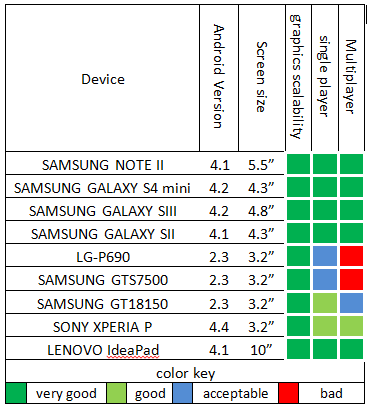 Device Android Version Screen size graphics scalability single player Multiplayer
SAMSUNG NOTE II 4.1 5.5”
SAMSUNG GALAXY S4 mini 4.2 4.3”
SAMSUNG GALAXY SIII 4.2 4.8”
SAMSUNG GALAXY SII 4.1 4.3”
LG-P690 2.3 3.2”
SAMSUNG GTS7500 2.3 3.2”
SAMSUNG GT18150 2.3 3.2”
SONY XPERIA P 4.4 3.2”
LENOVO IdeaPad 4.1 10”
color key
very good good acceptable bad